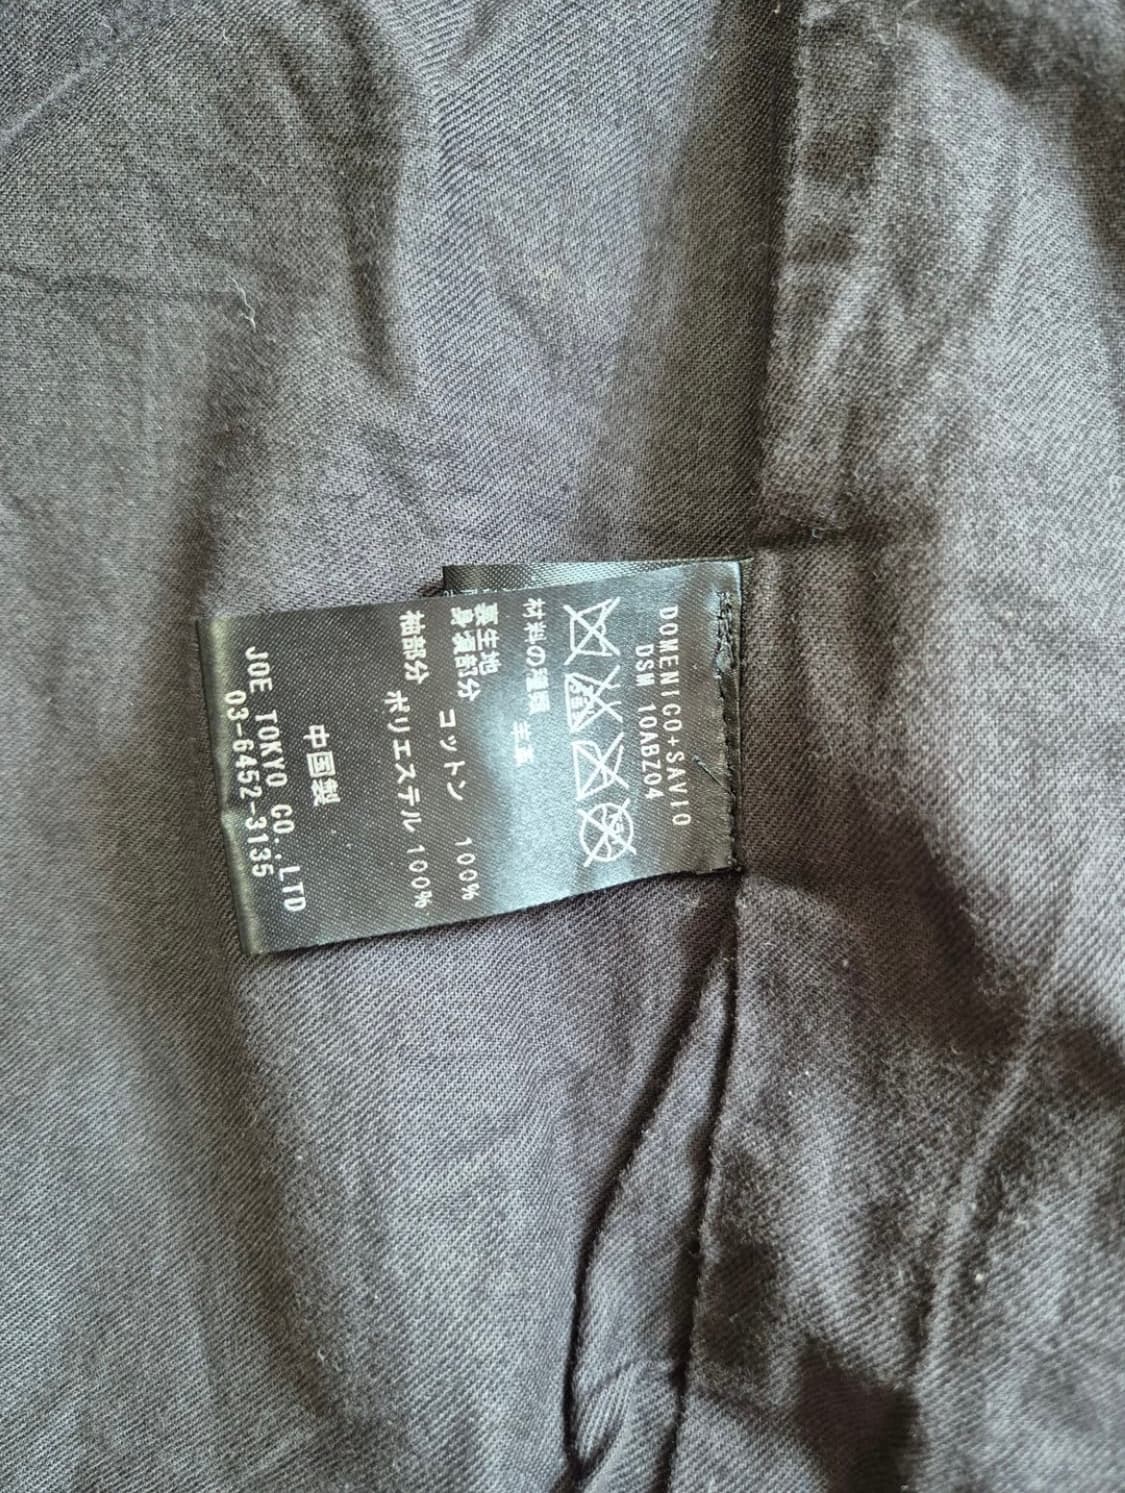 DOMENICO+SAVIO
DSM 10ABZ04
材料の種類 主革
裏生地
身頃部分 コットン 100%
袖部分 ポリエステル 100%
中国製
JOE TOKYO CO.,LTD
03-6452-3135